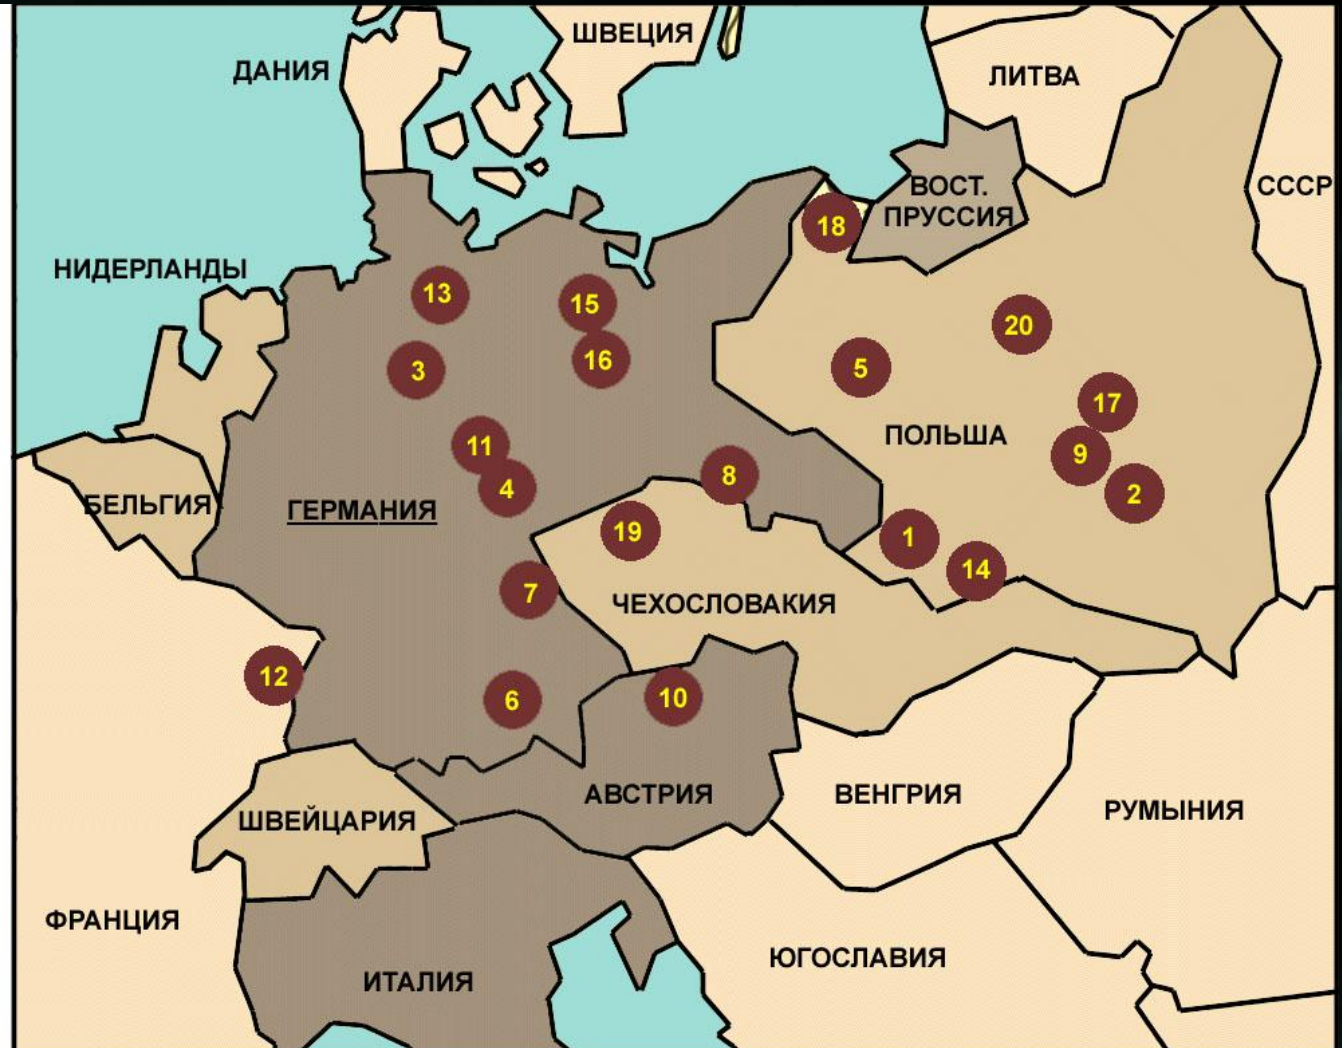 ШВЕЦИЯ
ДАНИЯ
ЛИТВА
ВОСТ.
ПРУССИЯ
СССР
18
НИДЕРЛАНДЫ
13
15
20
16
3
5
17
ПОЛЬША
11
9
8
4
2
БЕЛЬГИЯ
ГЕРМАНИЯ
19
1
14
7
ЧЕХОСЛОВАКИЯ
12
6
10
АВСТРИЯ
ВЕНГРИЯ
РУМЫНИЯ
ШВЕЙЦАРИЯ
ФРАНЦИЯ
ЮГОСЛАВИЯ
ИТАЛИЯ